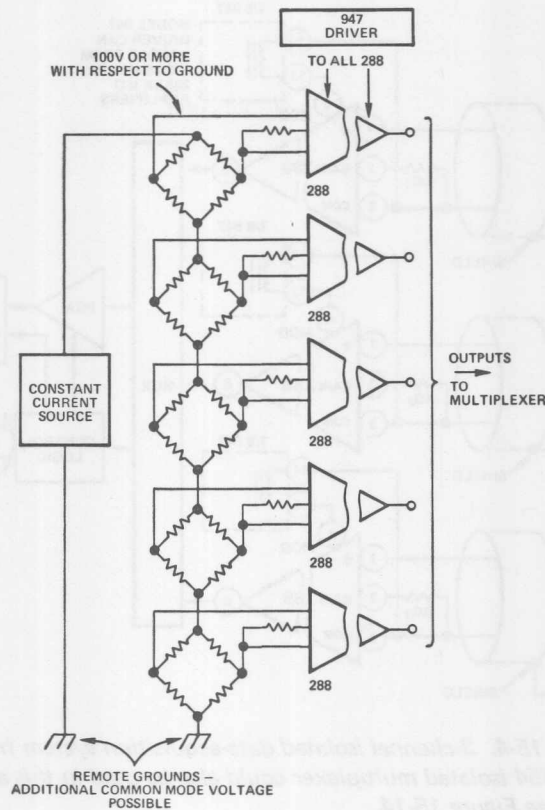 947
DRIVER
100V OR MORE
WITH RESPECT TO GROUND
TO ALL 288
288
288
288
288
288
CONSTANT
CURRENT
SOURCE
OUTPUTS
TO
MULTIPLEXER
REMOTE GROUNDS –
ADDITIONAL COMMON MODE VOLTAGE
POSSIBLE